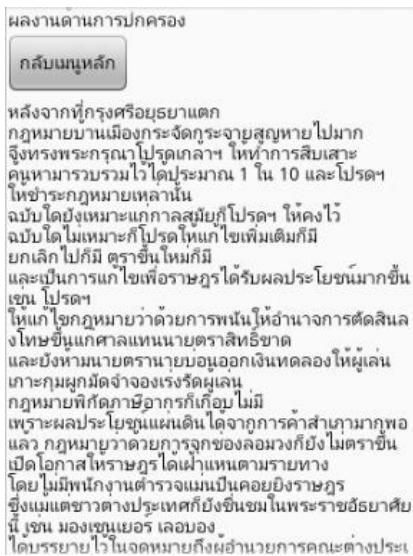 ผลงานด้านการปกครอง
กลับเมนูหลัก
หลังจากที่กรุงศรีอยุธยาแตก
กฎหมายบานเมืองกระจัดกระจายสูญหายไปมาก
จึงทรงพระกรุณาโปรดเกลาฯ ใหทำการสืบเสาะ
คนหามารวบรวมไว้ได้ประมาณ 1 ใน 10 และโปรดฯ
ใหชำระกฎหมายเหล่านั้น
ฉบับใดยังเหมาะแก่กาลสมัยก็โปรดฯ ให้คงไว้
ฉบับใดไม่เหมาะก็โปรดให้แก้ไขเพิ่มเติมก็มี
ยกเลิกไปก็มี ตราขึ้นใหม่ก็มี
และเป็นการแก้ไขเพื่อราษฎรได้รับผลประโยชน์มากขึ้น
เช่น โปรดฯ
ให้แก้ไขกฎหมายว่าด้วยการพนันให้อำนาจการตัดสินล
งโทษขึ้นแก่ศาลแทนนายตราสิทธิ์ขาด
และยังห้ามนายตรานายบ่อนออกเงินทดลองให้ผู้เล่น
เกาะกุมผูกมัดจำจองเร่งรัดผู้เล่น
กฎหมายพิกัดภาษีอากรก็เกือบไม่มี
เพราะผลประโยชน์แผ่นดินได้จากการค้าสำเภามากพอ
แล้ว กฎหมายว่าด้วยการจุกช่องล้อมวงก็ยังไม่ตราขึ้น
เปิดโอกาสให้ราษฎรได้เฝ้าแหนตามรายทาง
โดยไม่มีพนักงานตำรวจแม่นปืนคอยยิงราษฎร
ซึ่งแม้แต่ชาวต่างประเทศก็ยังชื่นชมในพระราชอัธยาศัย
นี้ เช่น มองเซนเยอร์ เลอบอง
ได้บรรยายไว้ในจดหมายถึงผู้อำนวยการคณะต่างประเ